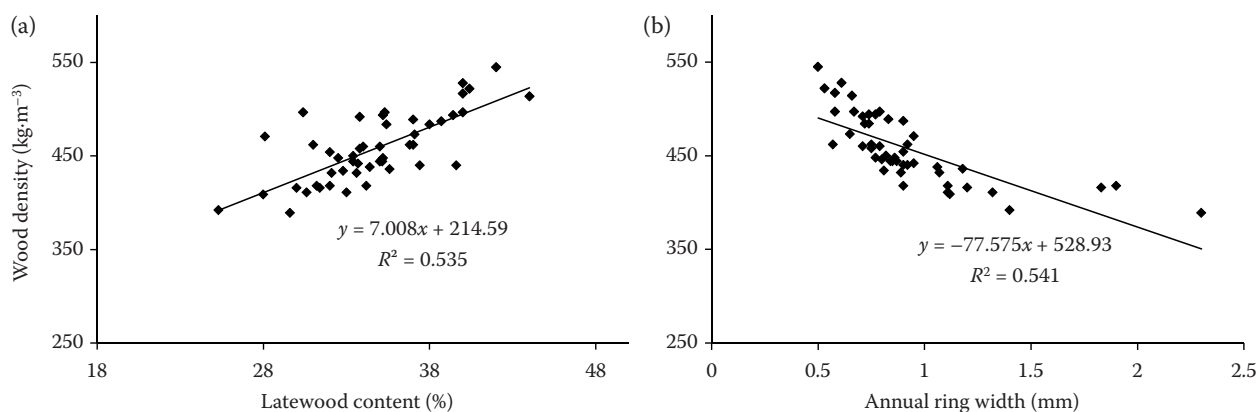 (a)
Wood density (kg·m⁻³)
550
450
350
250
18
28
38
48
Latewood content (%)
y = 7.008x + 214.59
R² = 0.535
(b)
550
450
350
250
0
0.5
1
1.5
2
2.5
Annual ring width (mm)
y = −77.575x + 528.93
R² = 0.541